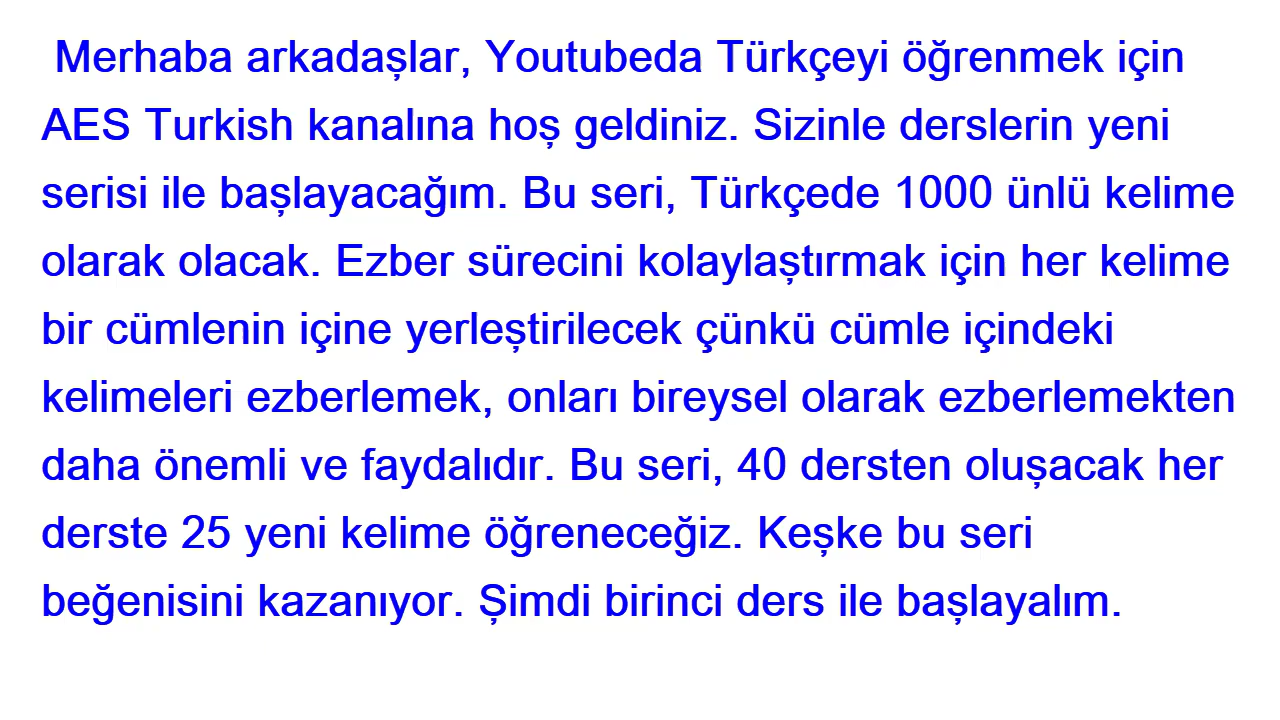 Merhaba arkadaşlar, Youtubeda Türkçeyi öğrenmek için
AES Turkish kanalına hoş geldiniz. Sizinle derslerin yeni
serisi ile başlayacağım. Bu seri, Türkçede 1000 ünlü kelime
olarak olacak. Ezber sürecini kolaylaştırmak için her kelime
bir cümlenin içine yerleştirilecek çünkü cümle içindeki
kelimeleri ezberlemek, onları bireysel olarak ezberlemekten
daha önemli ve faydalıdır. Bu seri, 40 dersten oluşacak her
derste 25 yeni kelime öğreneceğiz. Keşke bu seri
beğenisini kazanıyor. Şimdi birinci ders ile başlayalım.